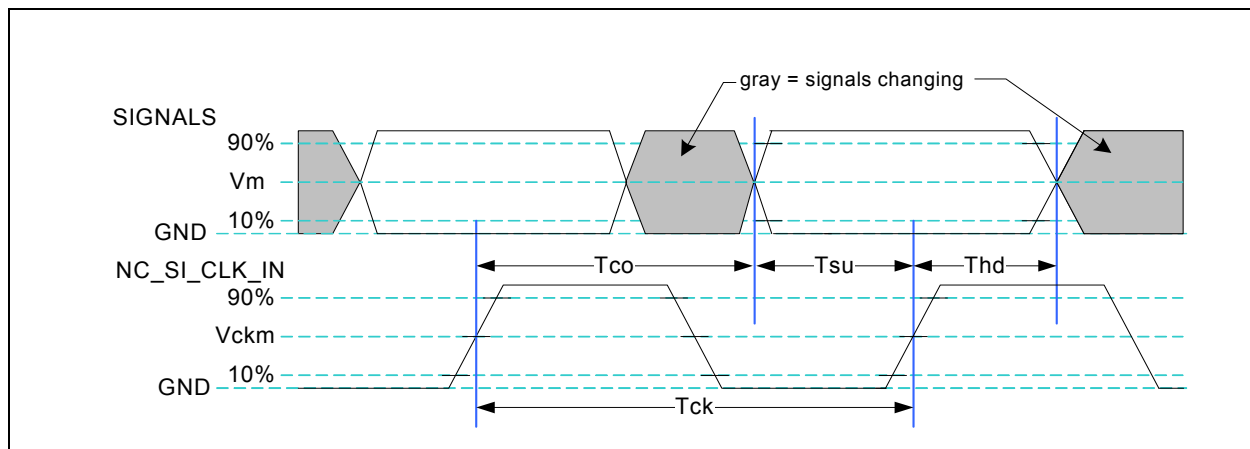 gray = signals changing
SIGNALS
90%
Vm
10%
GND
Tco
Tsu
Thd
NC_SI_CLK_IN
90%
Vckm
10%
GND
Tck